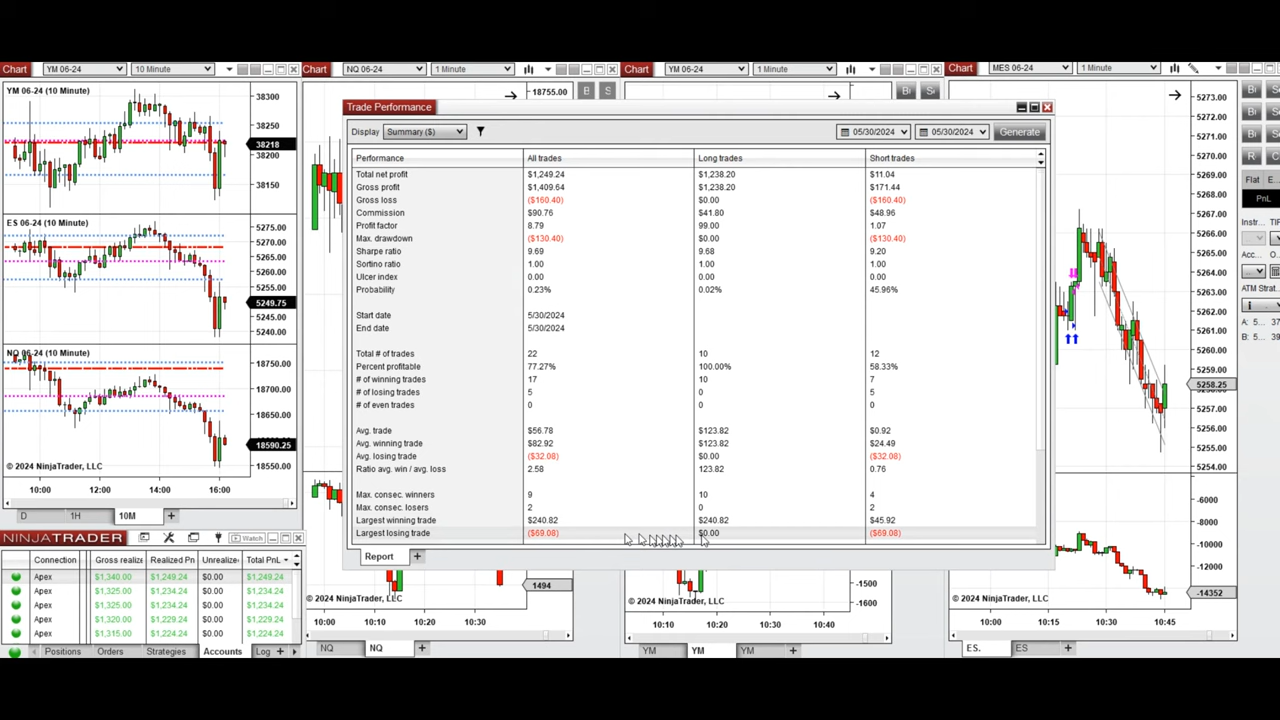 Chart YM 06-24 10 Minute
Chart NQ 06-24 1 Minute
Chart YM 06-24 1 Minute
Chart MES 06-24 1 Minute
YM 06-24 (10 Minute)
38300
38250
38218
38200
38150
ES 06-24 (10 Minute)
5275.00
5270.00
5265.00
5260.00
5255.00
5249.75
5245.00
5240.00
NQ 06-24 (10 Minute)
18750.00
18700.00
18650.00
18590.25
18550.00
© 2024 NinjaTrader, LLC
10:00 12:00 14:00 16:00
D 1H 10M +
18755.00 B S
Trade Performance
Display Summary ($) 05/30/2024 05/30/2024 Generate
Performance All trades Long trades Short trades
Total net profit $1,249.24 $1,238.20 $11.04
Gross profit $1,409.64 $1,238.20 $171.44
Gross loss ($160.40) $0.00 ($160.40)
Commission $90.76 $41.80 $48.96
Profit factor 8.79 99.00 1.07
Max. drawdown ($130.40) $0.00 ($130.40)
Sharpe ratio 9.69 9.68 9.20
Sortino ratio 1.00 1.00 1.00
Ulcer index 0.00 0.00 0.00
Probability 0.23% 0.02% 45.96%
Start date 5/30/2024
End date 5/30/2024
Total # of trades 22 10 12
Percent profitable 77.27% 100.00% 58.33%
# of winning trades 17 10 7
# of losing trades 5 0 5
# of even trades 0 0 0
Avg. trade $56.78 $123.82 $0.92
Avg. winning trade $82.92 $123.82 $24.49
Avg. losing trade ($32.08) $0.00 ($32.08)
Ratio avg. win / avg. loss 2.58 123.82 0.76
Max. consec. winners 9 10 4
Max. consec. losers 2 0 2
Largest winning trade $240.82 $240.82 $45.92
Largest losing trade ($69.08) $0.00 ($69.08)
Report +
NINJATRADER Watch
Connection Gross realiz Realized Pn Unrealize Total PnL
Apex $1,340.00 $1,249.24 $0.00 $1,249.24
Apex $1,325.00 $1,234.24 $0.00 $1,234.24
Apex $1,325.00 $1,234.24 $0.00 $1,234.24
Apex $1,320.00 $1,229.24 $0.00 $1,229.24
Apex $1,315.00 $1,224.24 $0.00 $1,224.24
Positions Orders Strategies Accounts Log +
1494
© 2024 NinjaTrader, LLC
10:00 10:10 10:20 10:30
NQ NQ +
-1500
-1600
© 2024 NinjaTrader, LLC
10:10 10:20 10:30 10:40
YM YM YM +
5273.00
5271.00
5270.00
5269.00
5267.00
5266.00
5264.00
5263.00
5261.00
5260.00
5259.00
5258.25
5257.00
5256.00
5255.00
5254.00
-6000
-8000
-10000
-12000
-14352
© 2024 NinjaTrader, LLC
10:00 10:15 10:30 10:45
ES. ES +
Flat E...
PnL
Instr... TIF
Acco...
ATM Strat
A: 5...
B: 5...